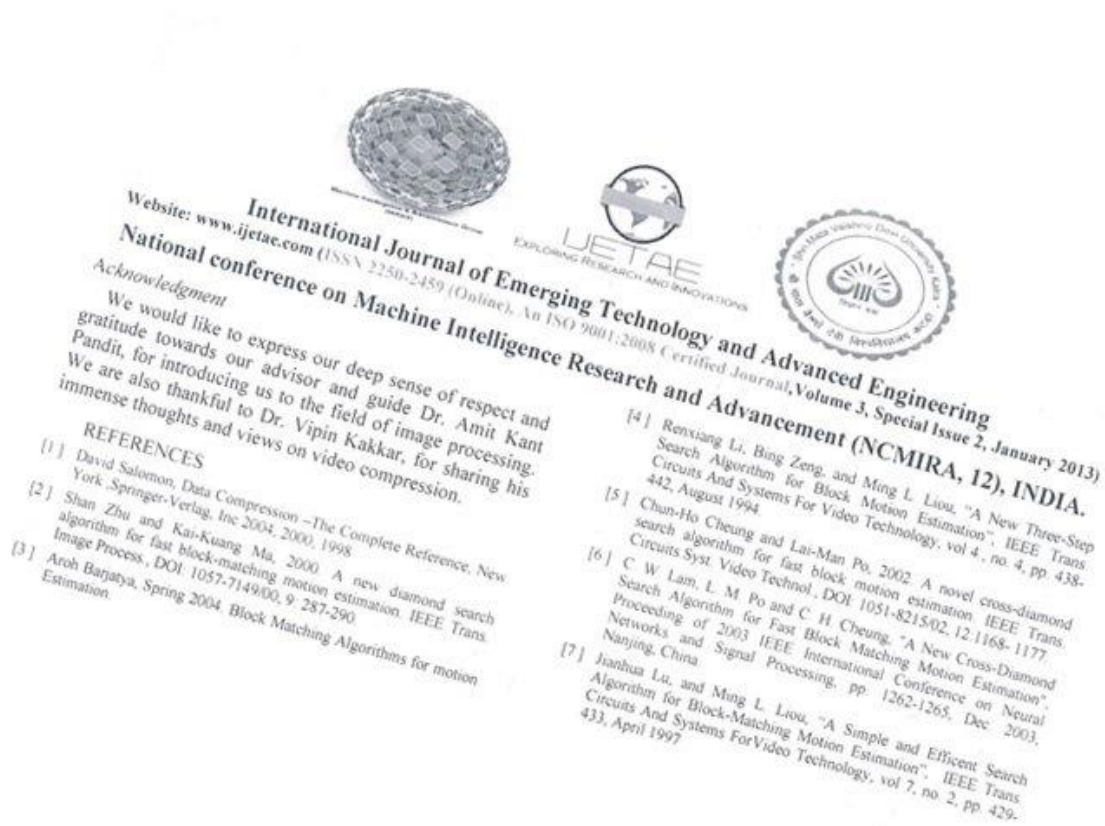 IJETAE
EXPLORING RESEARCH AND INNOVATIONS
Shri Mata Vaishno Devi University Katra
International Journal of Emerging Technology and Advanced Engineering
Website: www.ijetae.com (ISSN 2250-2459 (Online), An ISO 9001:2008 Certified Journal, Volume 3, Special Issue 2, January 2013)
National conference on Machine Intelligence Research and Advancement (NCMIRA, 12), INDIA.
Acknowledgment
We would like to express our deep sense of respect and
gratitude towards our advisor and guide Dr. Amit Kant
Pandit, for introducing us to the field of image processing.
We are also thankful to Dr. Vipin Kakkar, for sharing his
immense thoughts and views on video compression.
REFERENCES
[1] David Salomon, Data Compression –The Complete Reference, New
York ,Springer-Verlag, Inc 2004, 2000, 1998
[2] Shan Zhu and Kai-Kuang Ma, 2000. A new diamond search
algorithm for fast block-matching motion estimation. IEEE Trans.
Image Process., DOI: 1057-7149/00, 9: 287-290.
[3] Aroh Barjatya, Spring 2004. Block Matching Algorithms for motion
Estimation.
[4] Renxiang Li, Bing Zeng, and Ming L. Liou, "A New Three-Step
Search Algorithm for Block Motion Estimation", IEEE Trans.
Circuits And Systems For Video Technology, vol 4., no. 4, pp. 438-
442, August 1994.
[5] Chun-Ho Cheung and Lai-Man Po, 2002. A novel cross-diamond
search algorithm for fast block motion estimation. IEEE Trans.
Circuits Syst. Video Technol., DOI: 1051-8215/02, 12:1168- 1177.
[6] C. W. Lam, L. M. Po and C. H. Cheung, "A New Cross-Diamond
Search Algorithm for Fast Block Matching Motion Estimation",
Proceeding of 2003 IEEE International Conference on Neural
Networks and Signal Processing, pp. 1262-1265, Dec. 2003,
Nanjing, China.
[7] Jianhua Lu, and Ming L. Liou, "A Simple and Efficent Search
Algorithm for Block-Matching Motion Estimation", IEEE Trans.
Circuits And Systems ForVideo Technology, vol 7, no. 2, pp. 429-
433, April 1997